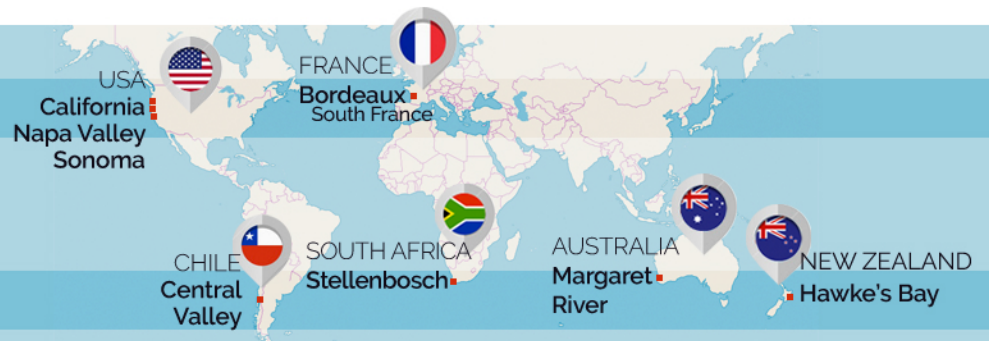 USA
California
Napa Valley
Sonoma
FRANCE
Bordeaux
South France
CHILE
Central
Valley
SOUTH AFRICA
Stellenbosch
AUSTRALIA
Margaret
River
NEW ZEALAND
Hawke's Bay